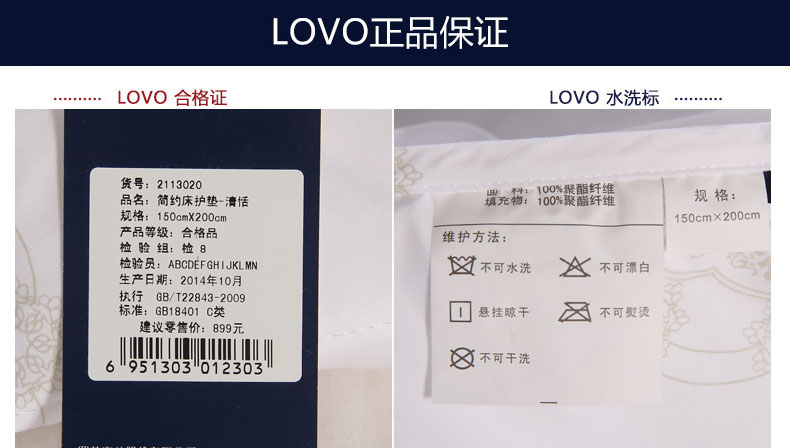 LOVO正品保证
LOVO 合格证
LOVO 水洗标
货号：2113020
品名：简约床护垫-清恬
规格：150cmX200cm
产品等级：合格品
检 验 组：检 8
检验员：ABCDEFGHIJKLMN
生产日期：2014年10月
执行 GB/T22843-2009
标准：GB18401 C类
建议零售价：899元
6 951303 012303
面 料：100%聚酯纤维
填充物：100%聚酯纤维
维护方法：
不可水洗
不可漂白
悬挂晾干
不可熨烫
不可干洗
规 格：
150cm×200cm